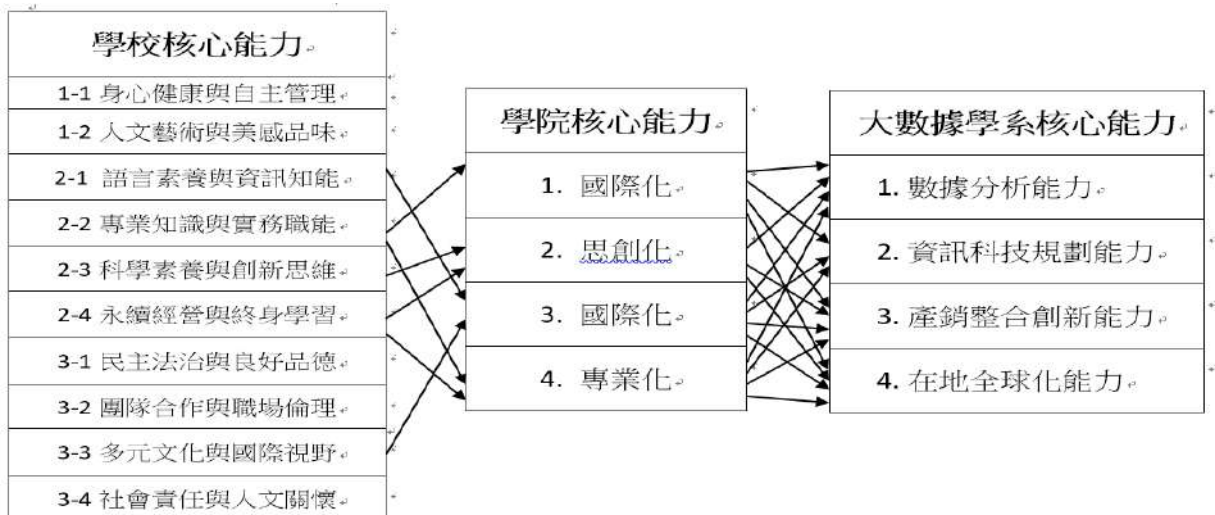 學校核心能力
1-1 身心健康與自主管理
1-2 人文藝術與美感品味
2-1 語言素養與資訊知能
2-2 專業知識與實務職能
2-3 科學素養與創新思維
2-4 永續經營與終身學習
3-1 民主法治與良好品德
3-2 團隊合作與職場倫理
3-3 多元文化與國際視野
3-4 社會責任與人文關懷
學院核心能力
1. 國際化
2. 思創化
3. 國際化
4. 專業化
大數據學系核心能力
1. 數據分析能力
2. 資訊科技規劃能力
3. 產銷整合創新能力
4. 在地全球化能力